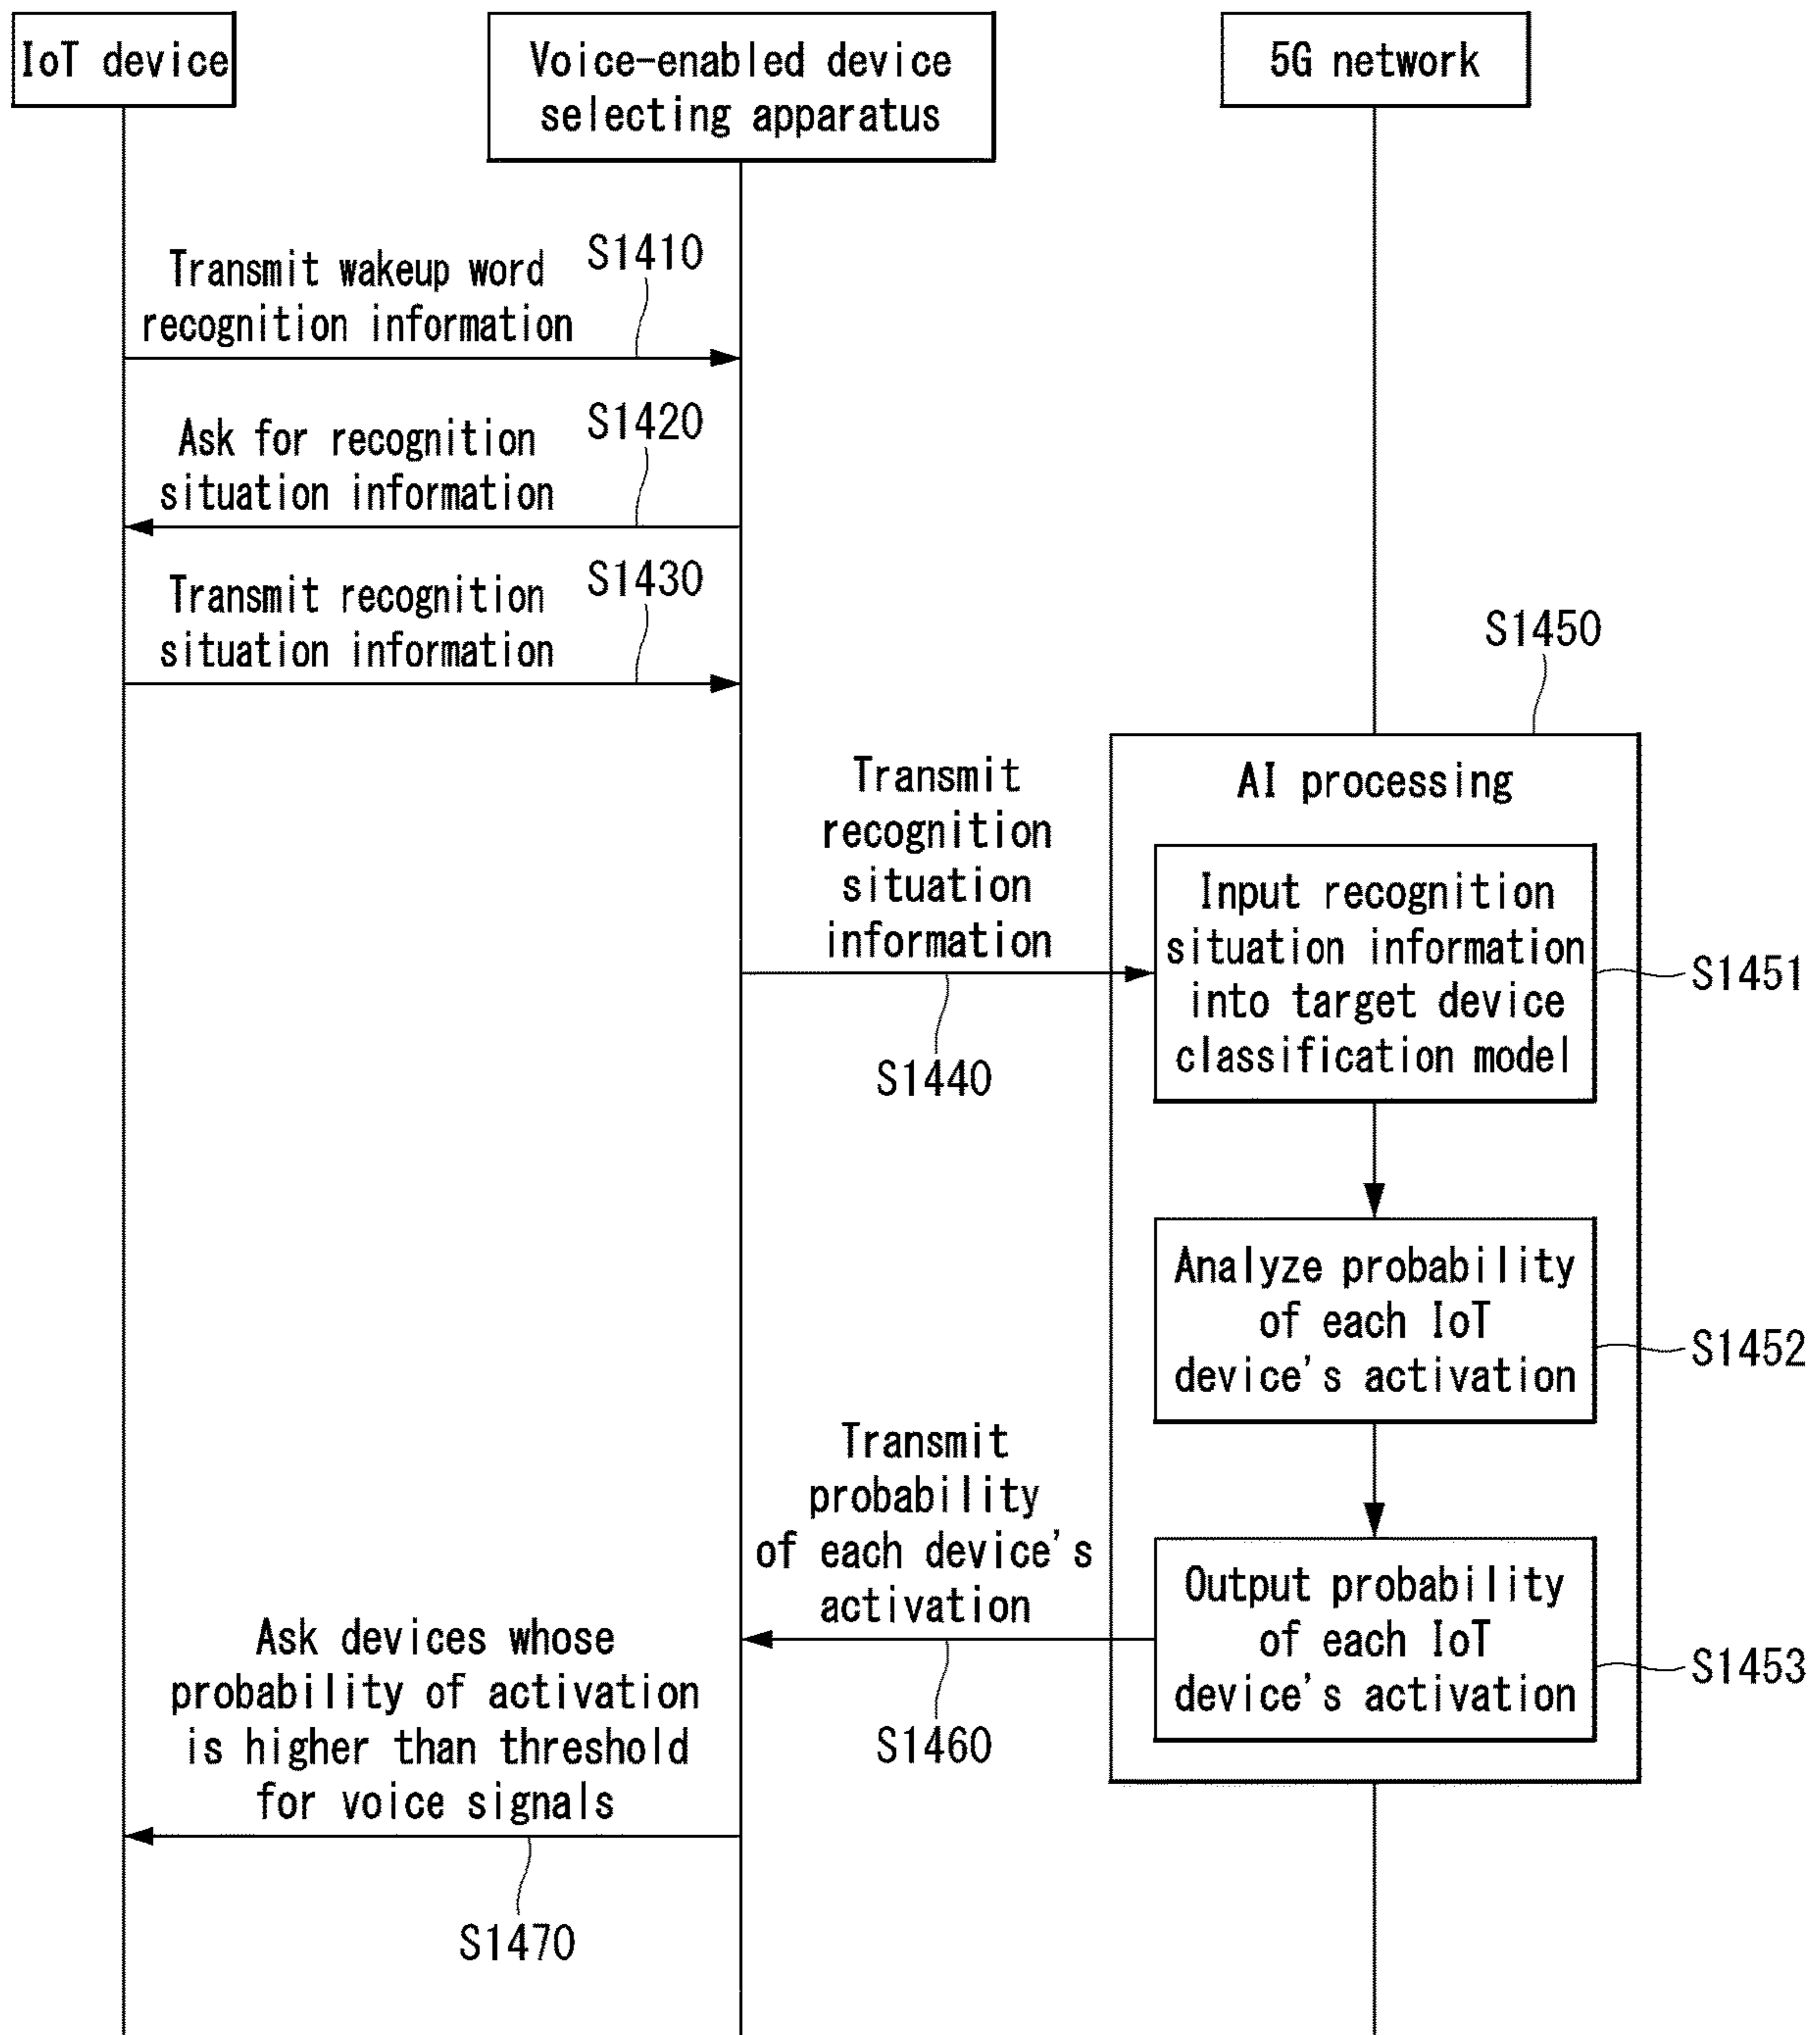 IoT device
Voice-enabled device
selecting apparatus
5G network
Transmit wakeup word
recognition information
S1410
Ask for recognition
situation information
S1420
Transmit recognition
situation information
S1430
S1450
AI processing
Transmit
recognition
situation
information
S1440
Input recognition
situation information
into target device
classification model
S1451
Analyze probability
of each IoT
device's activation
S1452
Transmit
probability
of each device's
activation
S1460
Output probability
of each IoT
device's activation
S1453
Ask devices whose
probability of activation
is higher than threshold
for voice signals
S1470